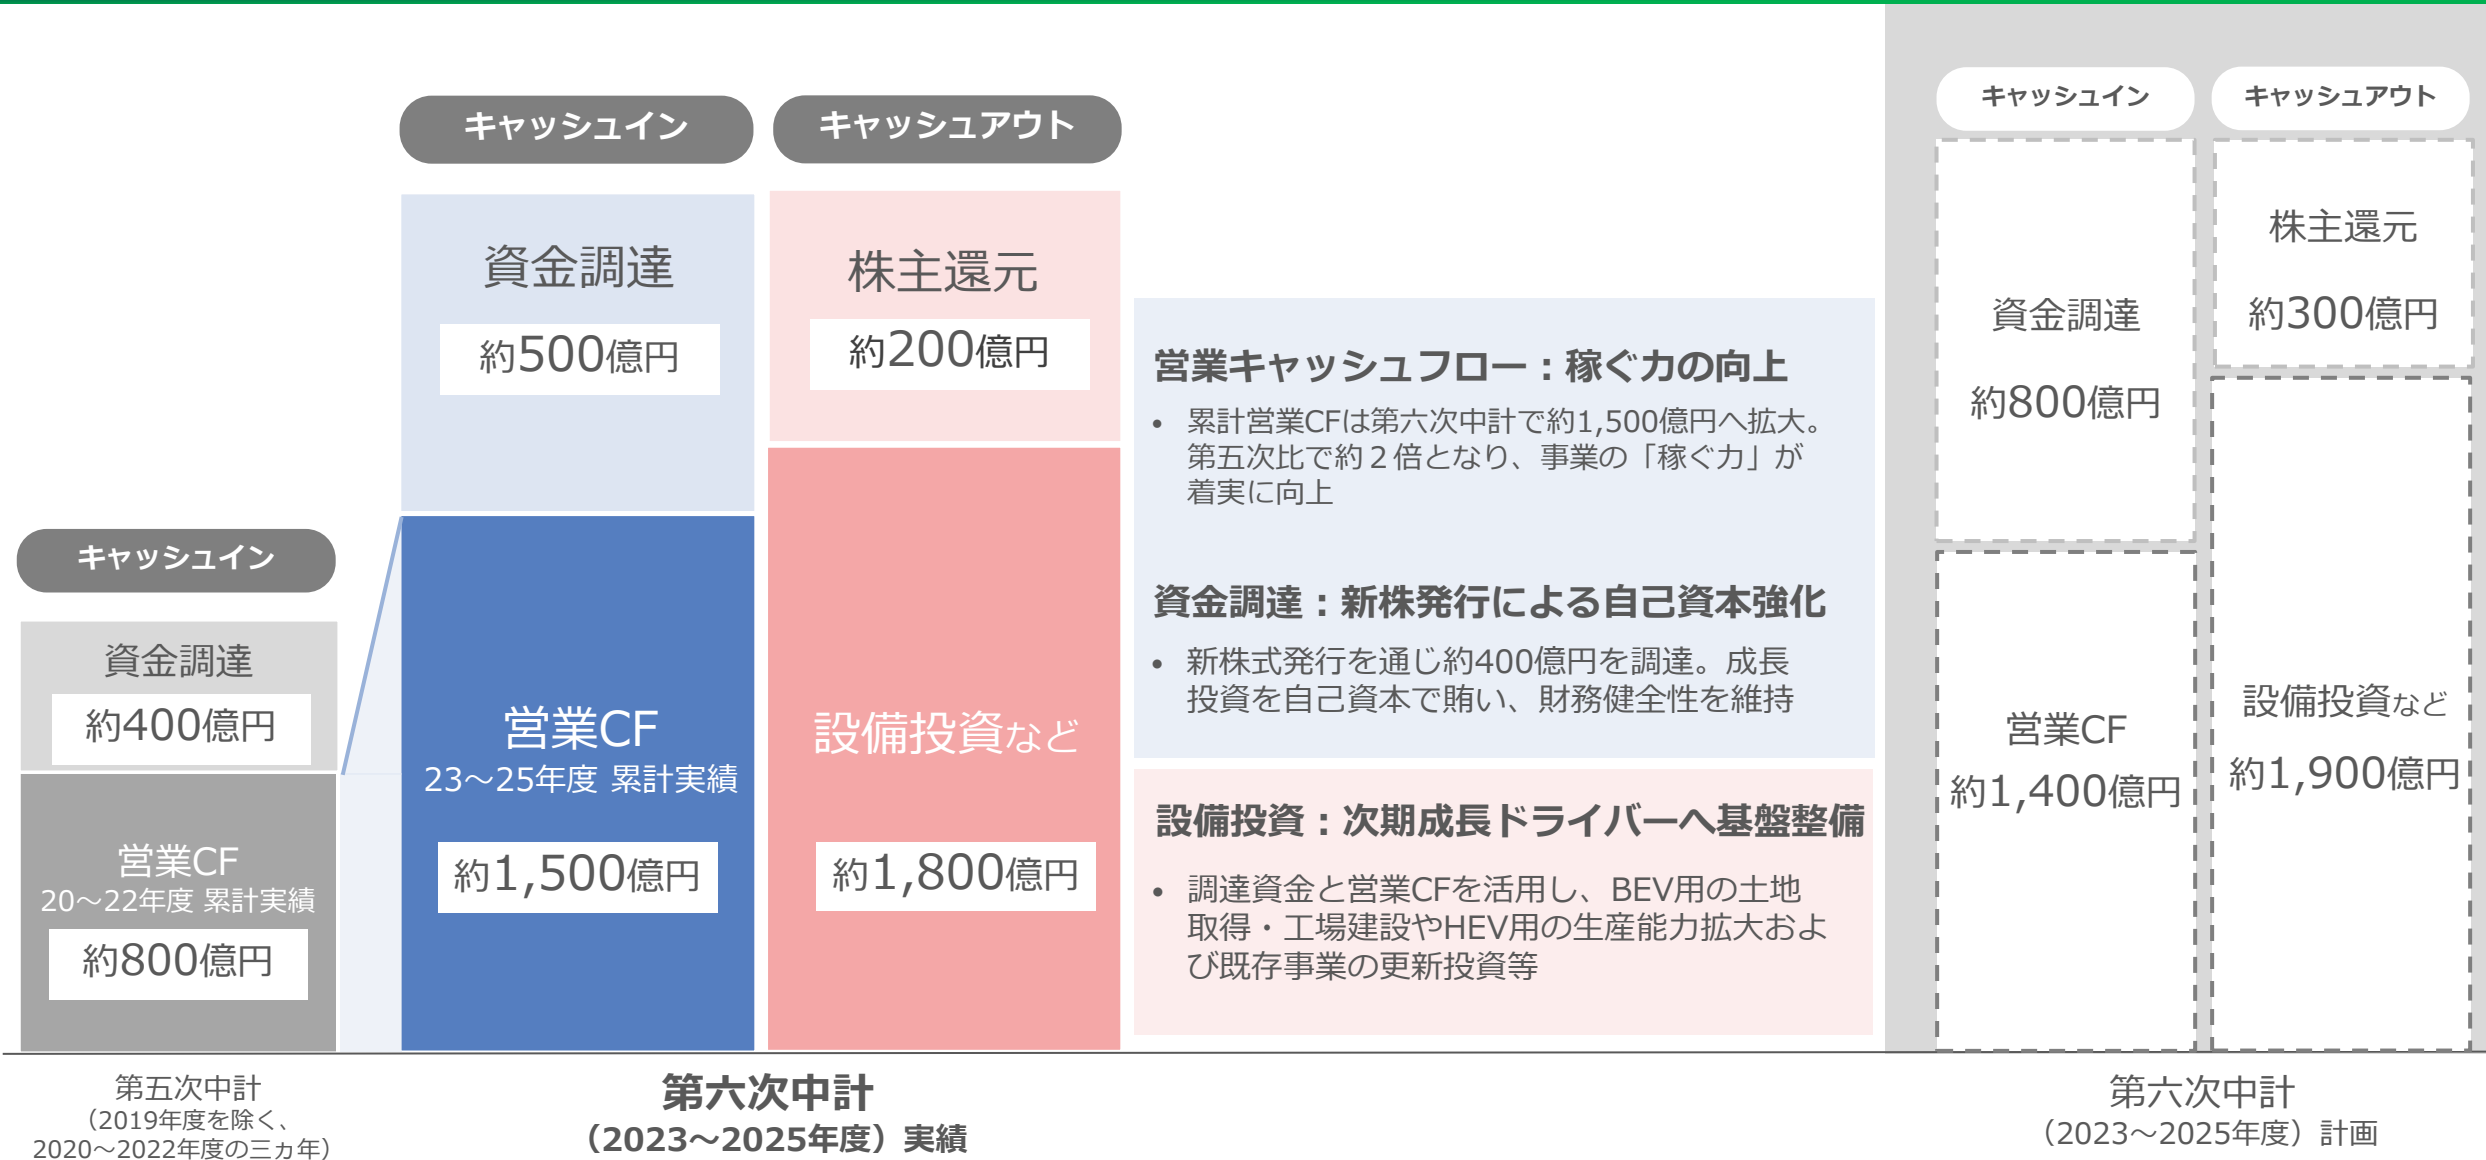 キャッシュイン
資金調達
約400億円
営業CF
20～22年度 累計実績
約800億円
第五次中計
（2019年度を除く、
2020～2022年度の三ヵ年）
キャッシュイン
資金調達
約500億円
営業CF
23～25年度 累計実績
約1,500億円
キャッシュアウト
株主還元
約200億円
設備投資など
約1,800億円
第六次中計
（2023～2025年度）実績
営業キャッシュフロー：稼ぐ力の向上
• 累計営業CFは第六次中計で約1,500億円へ拡大。
第五次比で約２倍となり、事業の「稼ぐ力」が
着実に向上
資金調達：新株発行による自己資本強化
• 新株式発行を通じ約400億円を調達。成長
投資を自己資本で賄い、財務健全性を維持
設備投資：次期成長ドライバーへ基盤整備
• 調達資金と営業CFを活用し、BEV用の土地
取得・工場建設やHEV用の生産能力拡大およ
び既存事業の更新投資等
キャッシュイン
資金調達
約800億円
営業CF
約1,400億円
キャッシュアウト
株主還元
約300億円
設備投資など
約1,900億円
第六次中計
（2023～2025年度）計画